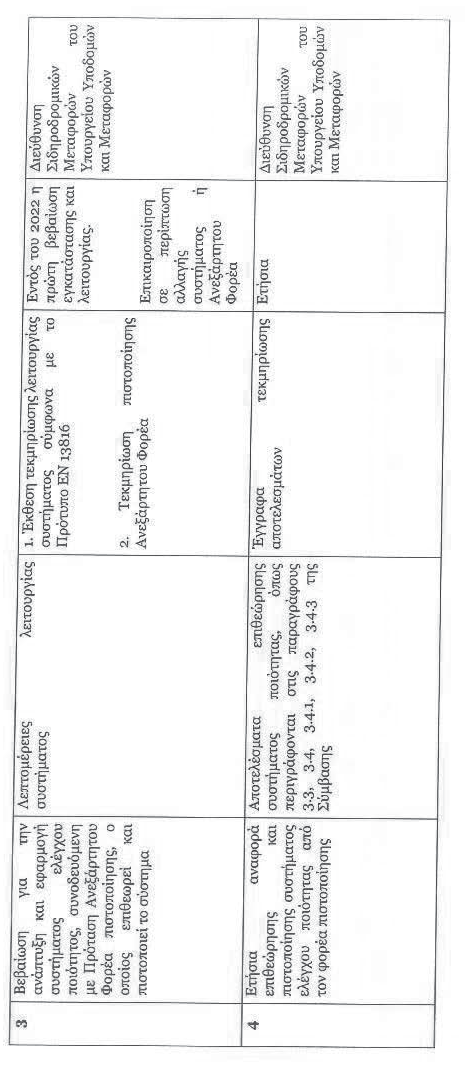 3
Βεβαίωση για την
ανάπτυξη και εφαρμογή
συστήματος ελέγχου
ποιότητος, συνοδευόμενη
με Πρόταση Ανεξάρτητου
Φορέα πιστοποίησης, ο
οποίος επιθεωρεί και
πιστοποιεί το σύστημα
Λεπτομέρειες λειτουργίας
συστήματος
1. Έκθεση τεκμηρίωσης λειτουργίας
συστήματος σύμφωνα με το
Πρότυπο EN 13816
2. Τεκμηρίωση πιστοποίησης
Ανεξάρτητου Φορέα
Εντός του 2022 η
πρώτη βεβαίωση
εγκατάστασης και
λειτουργίας.
Επικαιροποίηση
σε περίπτωση
αλλαγής
συστήματος ή
Ανεξάρτητου
Φορέα
Διεύθυνση
Σιδηροδρομικών
Μεταφορών του
Υπουργείου Υποδομών
και Μεταφορών
4
Ετήσια αναφορά
επιθεώρησης και
πιστοποίησης συστήματος
ελέγχου ποιότητας από
τον φορέα πιστοποίησης
Αποτελέσματα επιθεώρησης
συστήματος ποιότητας, όπως
περιγράφονται στις παραγράφους
3.3, 3.4, 3.4.1, 3.4.2, 3.4.3 της
Σύμβασης
Έγγραφα τεκμηρίωσης
αποτελεσμάτων
Ετήσια
Διεύθυνση
Σιδηροδρομικών
Μεταφορών του
Υπουργείου Υποδομών
και Μεταφορών